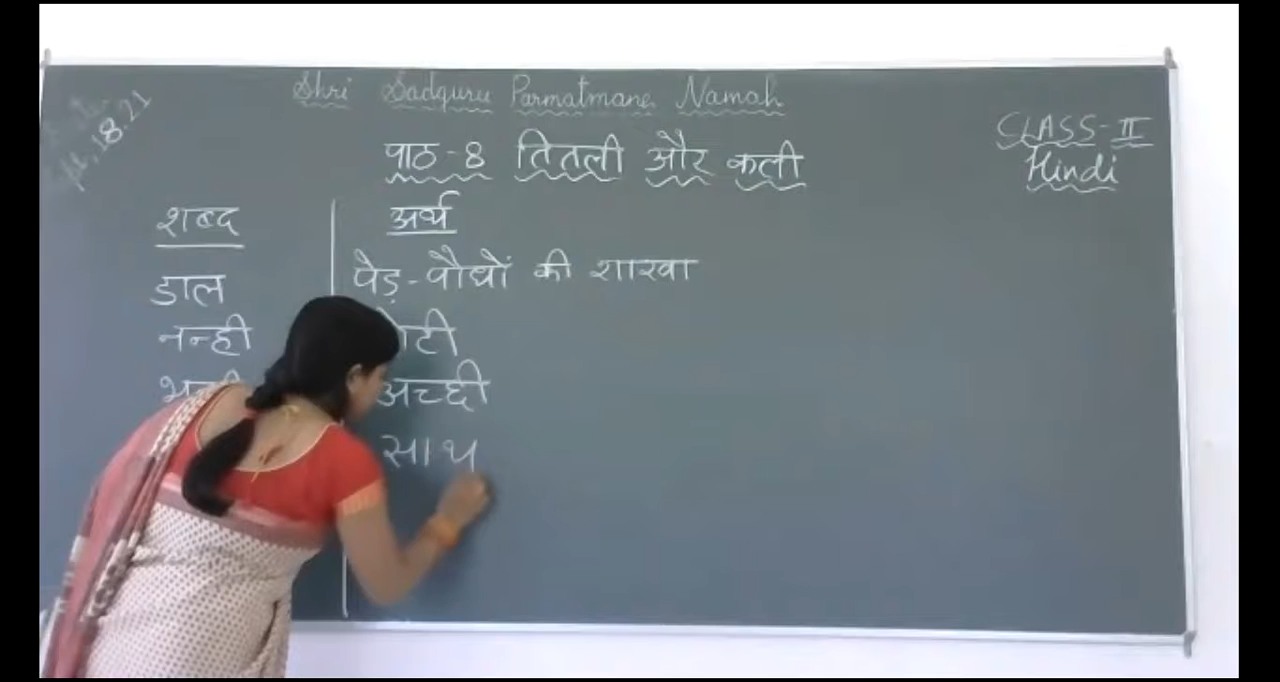 Shri Sadguru Parmatmane Namah
CLASS-II
Hindi
पाठ-8 तितली और कली
शब्द अर्थ
डाल पेड़-पौधों की शाखा
नन्ही
अच्छी
साथ